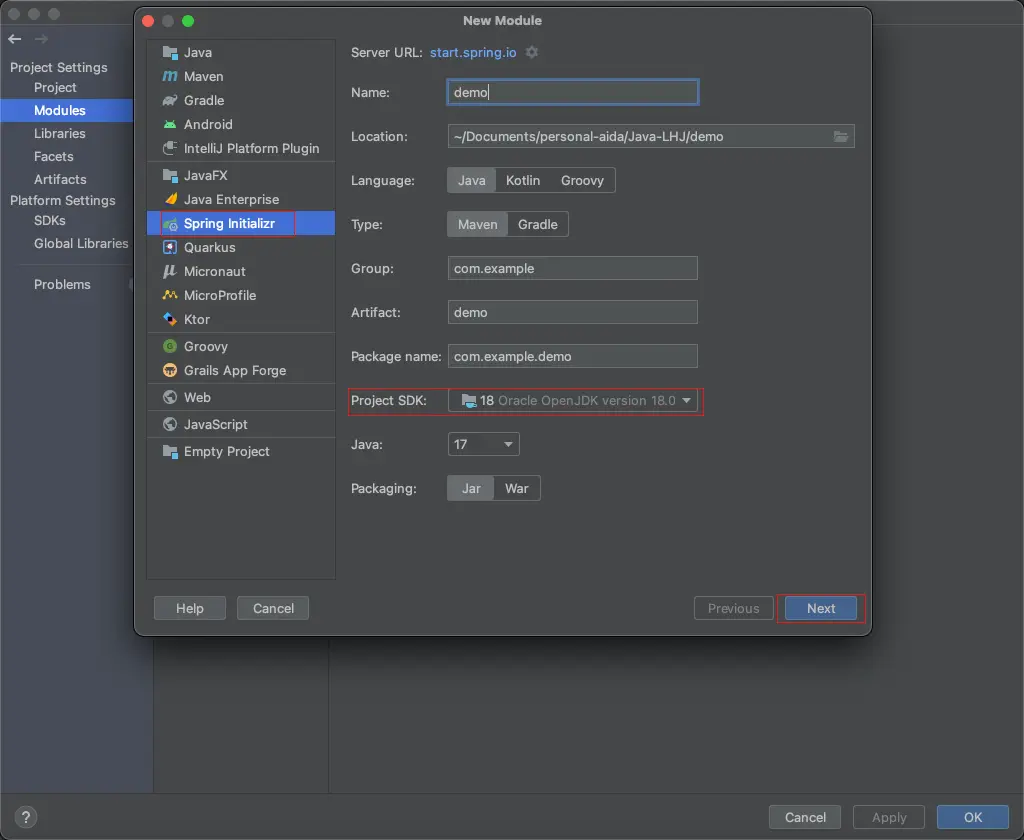 New Module
Project Settings
Project
Modules
Libraries
Facets
Artifacts
Platform Settings
SDKs
Global Libraries
Problems
Java
Maven
Gradle
Android
IntelliJ Platform Plugin
JavaFX
Java Enterprise
Spring Initializr
Quarkus
Micronaut
MicroProfile
Ktor
Groovy
Grails App Forge
Web
JavaScript
Empty Project
Server URL: start.spring.io
Name: demo
Location: ~/Documents/personal-aida/Java-LHJ/demo
Language: Java Kotlin Groovy
Type: Maven Gradle
Group: com.example
Artifact: demo
Package name: com.example.demo
Project SDK: 18 Oracle OpenJDK version 18.0
Java: 17
Packaging: Jar War
Help Cancel Previous Next
? Cancel Apply OK